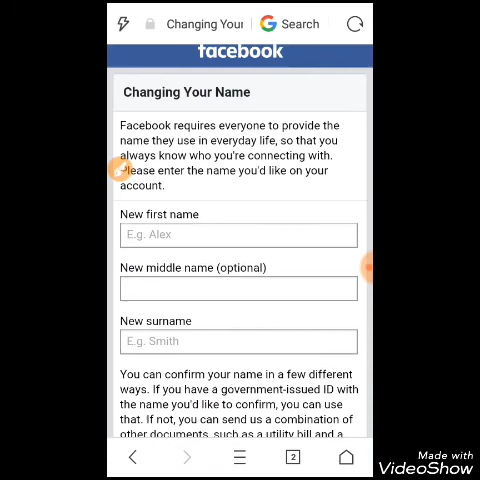 Changing Your
Search
facebook
Changing Your Name
Facebook requires everyone to provide the
name they use in everyday life, so that you
always know who you're connecting with.
Please enter the name you'd like on your
account.
New first name
E.g. Alex
New middle name (optional)
New surname
E.g. Smith
You can confirm your name in a few different
ways. If you have a government-issued ID with
the name you'd like to confirm, you can use
that. If not, you can send us a combination of
other documents, such as a utility bill and a
2
Made with
VideoShow